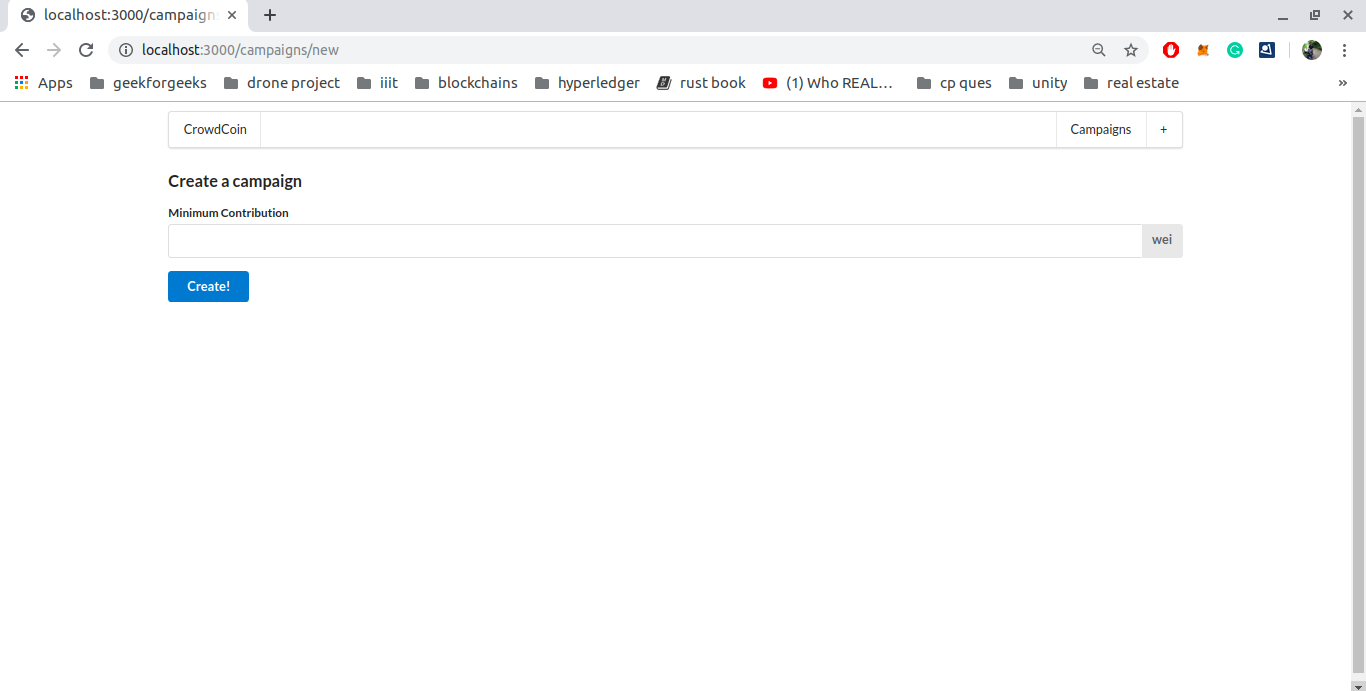 localhost:3000/campaign
localhost:3000/campaigns/new
Apps geekforgeeks drone project iiit blockchains hyperledger rust book (1) Who REAL… cp ques unity real estate »
CrowdCoin Campaigns +
Create a campaign
Minimum Contribution
wei
Create!